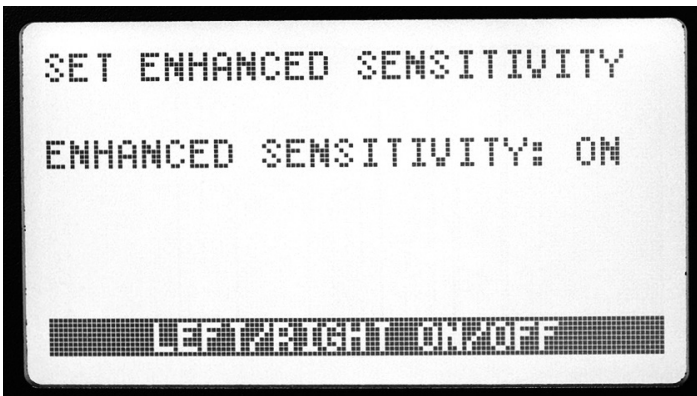 SET ENHANCED SENSITIVITY
ENHANCED SENSITIVITY: ON
LEFT/RIGHT ON/OFF